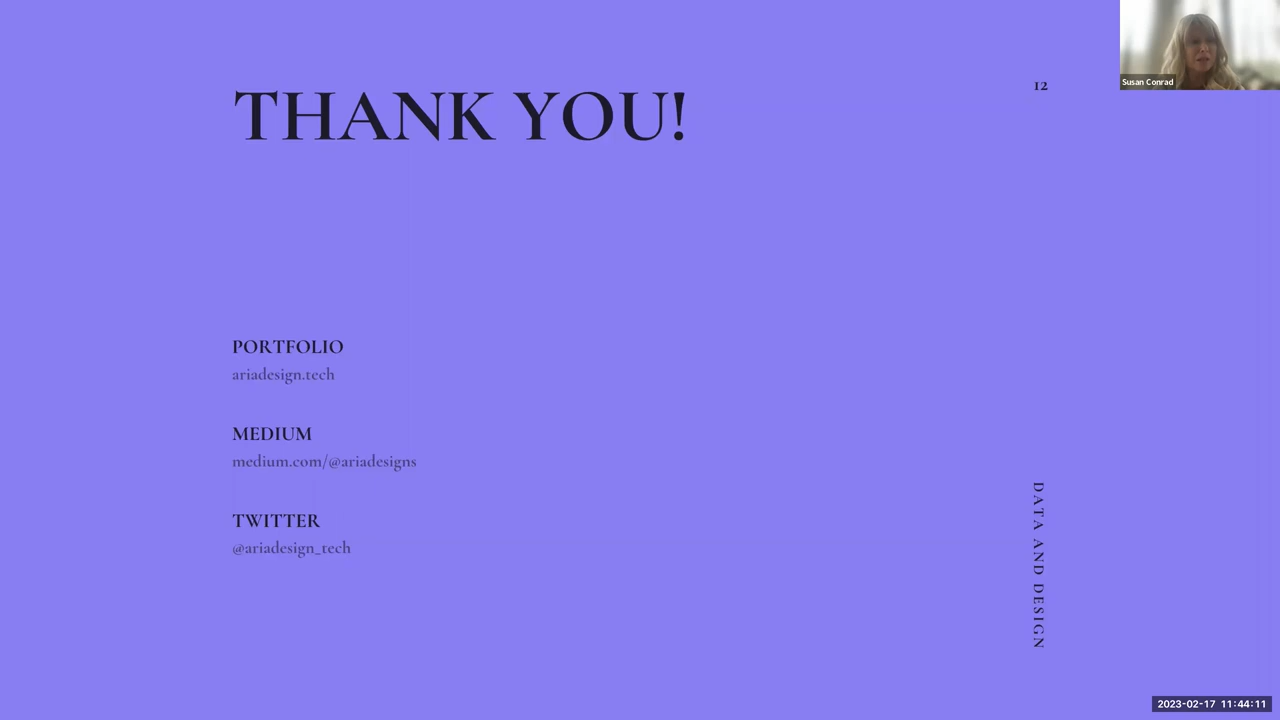 THANK YOU!
12
Susan Conrad
PORTFOLIO
ariadesign.tech
MEDIUM
medium.com/@ariadesigns
TWITTER
@ariadesign_tech
DATA AND DESIGN
2023-02-17 11:44:11